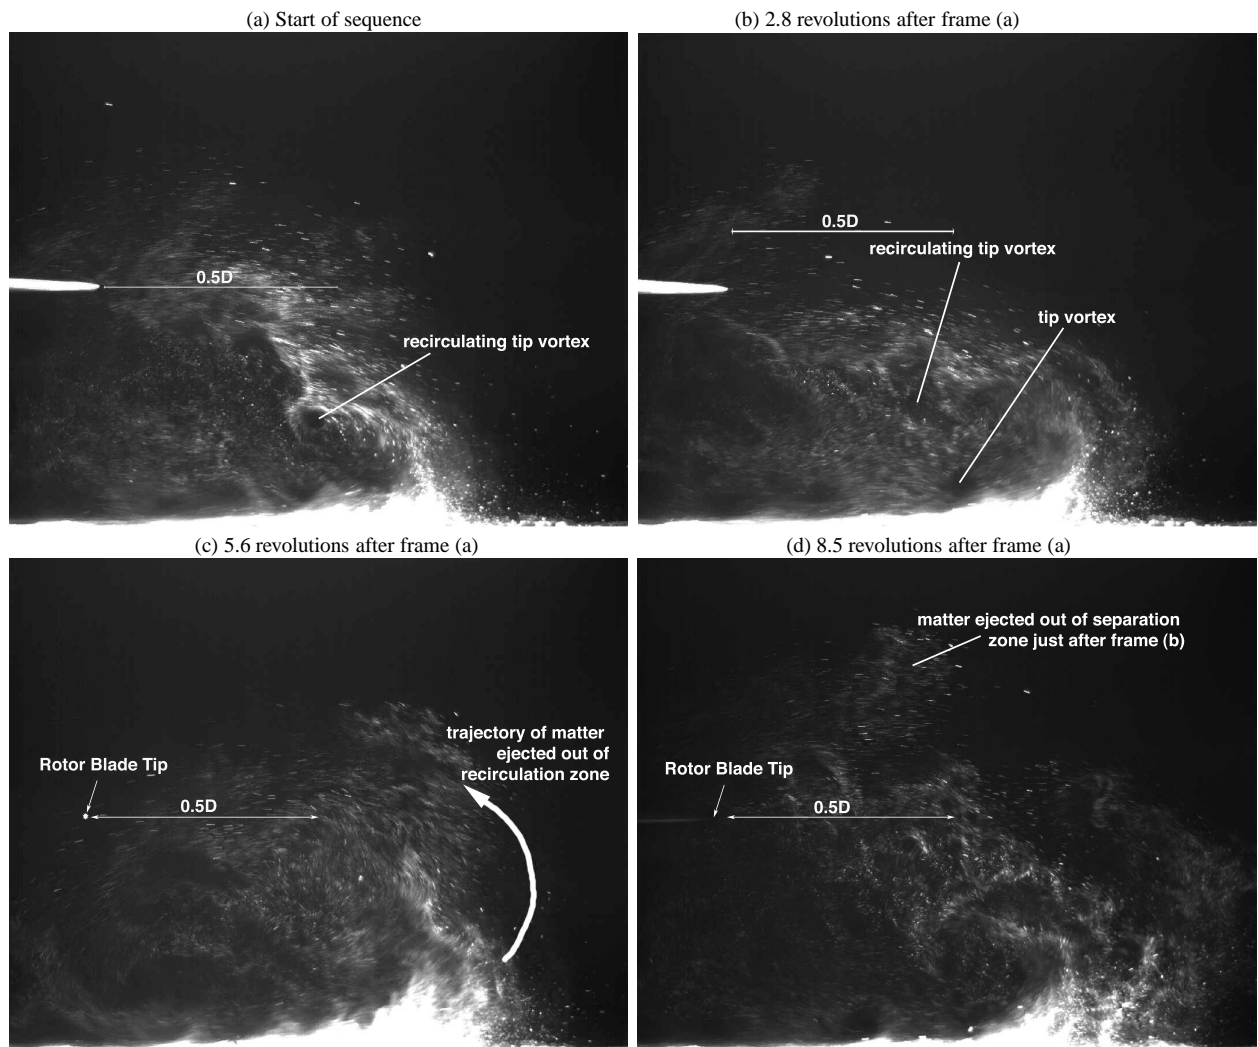 (a) Start of sequence
0.5D
recirculating tip vortex
(b) 2.8 revolutions after frame (a)
0.5D
recirculating tip vortex
tip vortex
(c) 5.6 revolutions after frame (a)
trajectory of matter
ejected out of
recirculation zone
Rotor Blade Tip
0.5D
(d) 8.5 revolutions after frame (a)
matter ejected out of separation
zone just after frame (b)
Rotor Blade Tip
0.5D